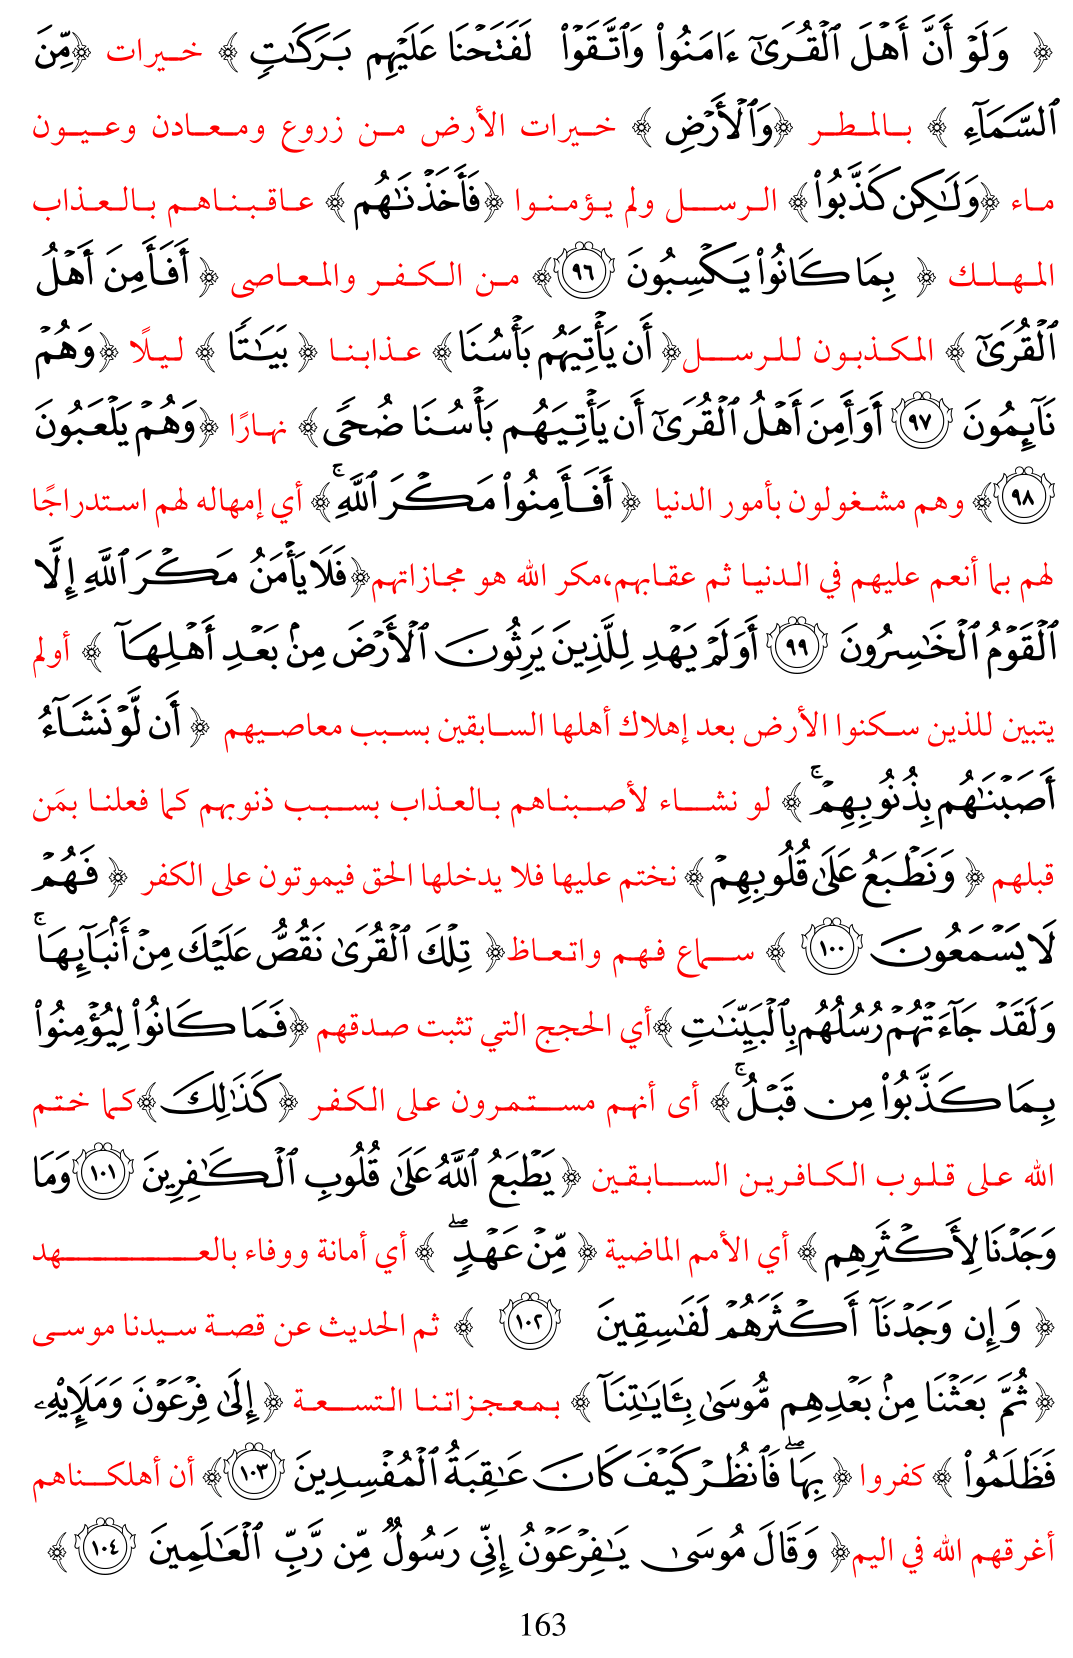 ﴿ وَلَوۡ أَنَّ أَهۡلَ ٱلۡقُرَىٰٓ ءَامَنُواْ وَٱتَّقَوۡاْ لَفَتَحۡنَا عَلَيۡهِم بَرَكَٰتٖ ﴾ خيرات ﴿مِّنَ
ٱلسَّمَآءِ ﴾ بالمطر ﴿وَٱلۡأَرۡضِ ﴾ خيرات الأرض من زروع ومعادن وعيون
ماء ﴿وَلَٰكِن كَذَّبُواْ﴾ الرسل ولم يؤمنوا ﴿فَأَخَذۡنَٰهُم ﴾ عاقبناهم بالعذاب
المهلك ﴿ بِمَا كَانُواْ يَكۡسِبُونَ ٩٦﴾ من الكفر والمعاصى ﴿ أَفَأَمِنَ أَهۡلُ
ٱلۡقُرَىٰٓ ﴾ المكذبون للرسل﴿ أَن يَأۡتِيَهُم بَأۡسُنَا﴾ عذابنا ﴿ بَيَٰتٗا ﴾ ليلًا ﴿وَهُمۡ
نَآئِمُونَ ٩٧ أَوَأَمِنَ أَهۡلُ ٱلۡقُرَىٰٓ أَن يَأۡتِيَهُم بَأۡسُنَا ضُحٗى﴾ نهارًا ﴿وَهُمۡ يَلۡعَبُونَ
٩٨﴾ وهم مشغولون بأمور الدنيا ﴿ أَفَأَمِنُواْ مَكۡرَ ٱللَّهِۚ﴾ أي إمهاله لهم استدراجًا
لهم بما أنعم عليهم في الدنيا ثم عقابهم،مكر الله هو مجازاتهم﴿فَلَا يَأۡمَنُ مَكۡرَ ٱللَّهِ إِلَّا
ٱلۡقَوۡمُ ٱلۡخَٰسِرُونَ ٩٩ أَوَلَمۡ يَهۡدِ لِلَّذِينَ يَرِثُونَ ٱلۡأَرۡضَ مِنۢ بَعۡدِ أَهۡلِهَآ ﴾ أولم
يتبين للذين سكنوا الأرض بعد إهلاك أهلها السابقين بسبب معاصيهم ﴿ أَن لَّوۡ نَشَآءُ
أَصَبۡنَٰهُم بِذُنُوبِهِمۡۚ ﴾ لو نشاء لأصبناهم بالعذاب بسبب ذنوبهم كما فعلنا بمَن
قبلهم ﴿ وَنَطۡبَعُ عَلَىٰ قُلُوبِهِمۡ﴾ نختم عليها فلا يدخلها الحق فيموتون على الكفر ﴿ فَهُمۡ
لَا يَسۡمَعُونَ ١٠٠ ﴾ سماع فهم واتعاظ﴿ تِلۡكَ ٱلۡقُرَىٰ نَقُصُّ عَلَيۡكَ مِنۡ أَنۢبَآئِهَاۚ
وَلَقَدۡ جَآءَتۡهُمۡ رُسُلُهُم بِٱلۡبَيِّنَٰتِ ﴾أي الحجج التي تثبت صدقهم ﴿فَمَا كَانُواْ لِيُؤۡمِنُواْ
بِمَا كَذَّبُواْ مِن قَبۡلُۚ﴾ أى أنهم مستمرون على الكفر ﴿كَذَٰلِكَ﴾كما ختم
الله على قلوب الكافرين السابقين ﴿ يَطۡبَعُ ٱللَّهُ عَلَىٰ قُلُوبِ ٱلۡكَٰفِرِينَ ١٠١ وَمَا
وَجَدۡنَا لِأَكۡثَرِهِم ﴾ أي الأمم الماضية ﴿ مِّنۡ عَهۡدٖۖ ﴾ أي أمانة ووفاء بالعهد
﴿ وَإِن وَجَدۡنَآ أَكۡثَرَهُمۡ لَفَٰسِقِينَ ١٠٢ ﴾ ثم الحديث عن قصة سيدنا موسى
﴿ ثُمَّ بَعَثۡنَا مِنۢ بَعۡدِهِم مُّوسَىٰ بِـَٔايَٰتِنَآ ﴾ بمعجزاتنا التسعة ﴿ إِلَىٰ فِرۡعَوۡنَ وَمَلَإِيْهِۦ
فَظَلَمُواْ ﴾ كفروا ﴿ بِهَاۖ فَٱنظُرۡ كَيۡفَ كَانَ عَٰقِبَةُ ٱلۡمُفۡسِدِينَ ١٠٣﴾ أن أهلكناهم
أغرقهم الله في اليم﴿ وَقَالَ مُوسَىٰ يَٰفِرۡعَوۡنُ إِنِّي رَسُولٞ مِّن رَّبِّ ٱلۡعَٰلَمِينَ ١٠٤ ﴾
163